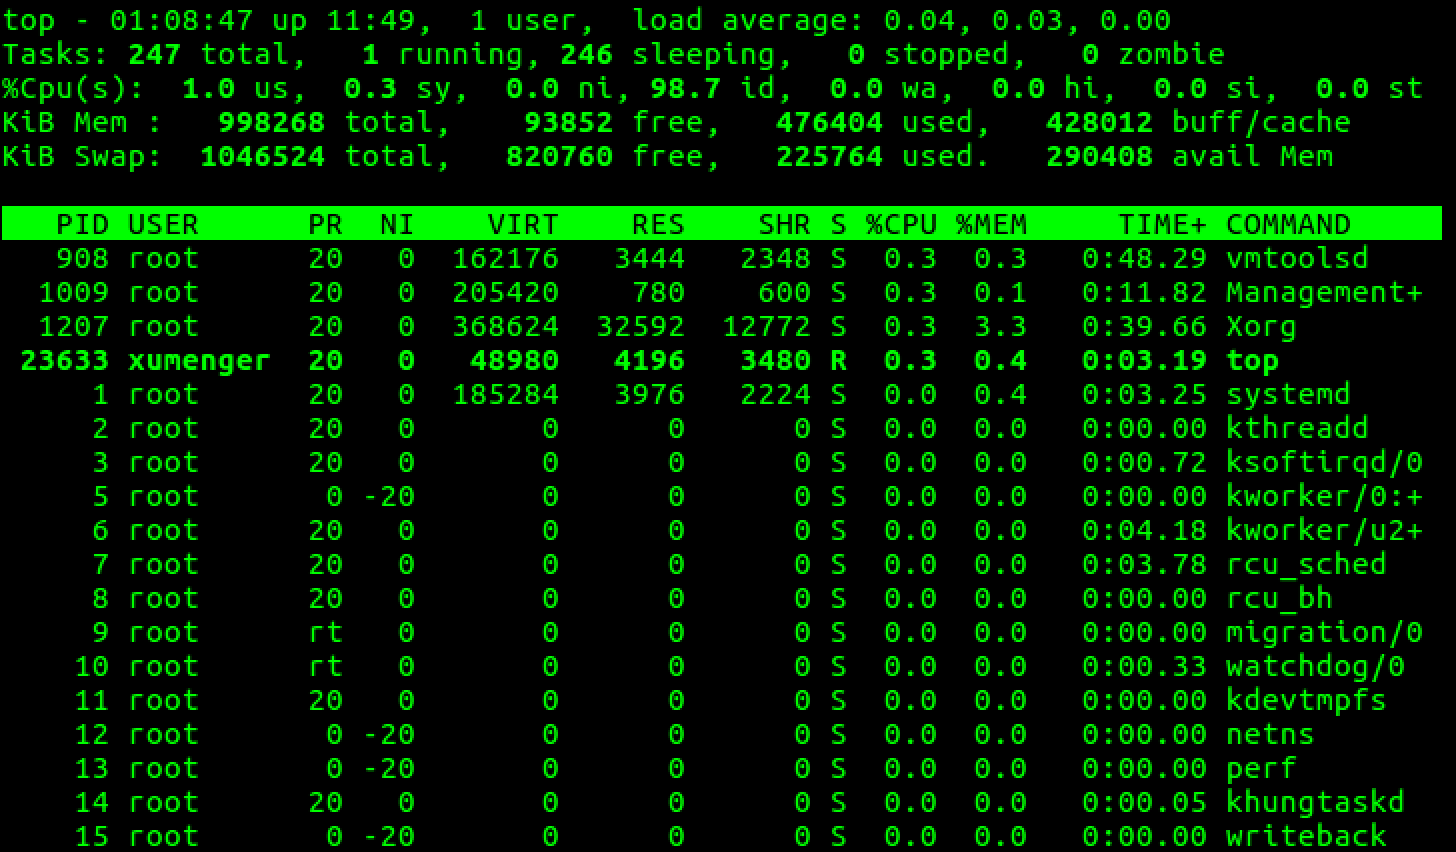 top - 01:08:47 up 11:49,  1 user,  load average: 0.04, 0.03, 0.00
Tasks: 247 total,   1 running, 246 sleeping,   0 stopped,   0 zombie
%Cpu(s):  1.0 us,  0.3 sy,  0.0 ni, 98.7 id,  0.0 wa,  0.0 hi,  0.0 si,  0.0 st
KiB Mem :   998268 total,    93852 free,   476404 used,   428012 buff/cache
KiB Swap:  1046524 total,   820760 free,   225764 used.   290408 avail Mem
   PID USER      PR  NI    VIRT    RES    SHR S %CPU %MEM     TIME+ COMMAND
   908 root      20   0  162176   3444   2348 S  0.3  0.3   0:48.29 vmtoolsd
  1009 root      20   0  205420    780    600 S  0.3  0.1   0:11.82 Management+
  1207 root      20   0  368624  32592  12772 S  0.3  3.3   0:39.66 Xorg
 23633 xumenger  20   0   48980   4196   3480 R  0.3  0.4   0:03.19 top
     1 root      20   0  185284   3976   2224 S  0.0  0.4   0:03.25 systemd
     2 root      20   0       0      0      0 S  0.0  0.0   0:00.00 kthreadd
     3 root      20   0       0      0      0 S  0.0  0.0   0:00.72 ksoftirqd/0
     5 root       0 -20       0      0      0 S  0.0  0.0   0:00.00 kworker/0:+
     6 root      20   0       0      0      0 S  0.0  0.0   0:04.18 kworker/u2+
     7 root      20   0       0      0      0 S  0.0  0.0   0:03.78 rcu_sched
     8 root      20   0       0      0      0 S  0.0  0.0   0:00.00 rcu_bh
     9 root      rt   0       0      0      0 S  0.0  0.0   0:00.00 migration/0
    10 root      rt   0       0      0      0 S  0.0  0.0   0:00.33 watchdog/0
    11 root      20   0       0      0      0 S  0.0  0.0   0:00.00 kdevtmpfs
    12 root       0 -20       0      0      0 S  0.0  0.0   0:00.00 netns
    13 root       0 -20       0      0      0 S  0.0  0.0   0:00.00 perf
    14 root      20   0       0      0      0 S  0.0  0.0   0:00.05 khungtaskd
    15 root       0 -20       0      0      0 S  0.0  0.0   0:00.00 writeback